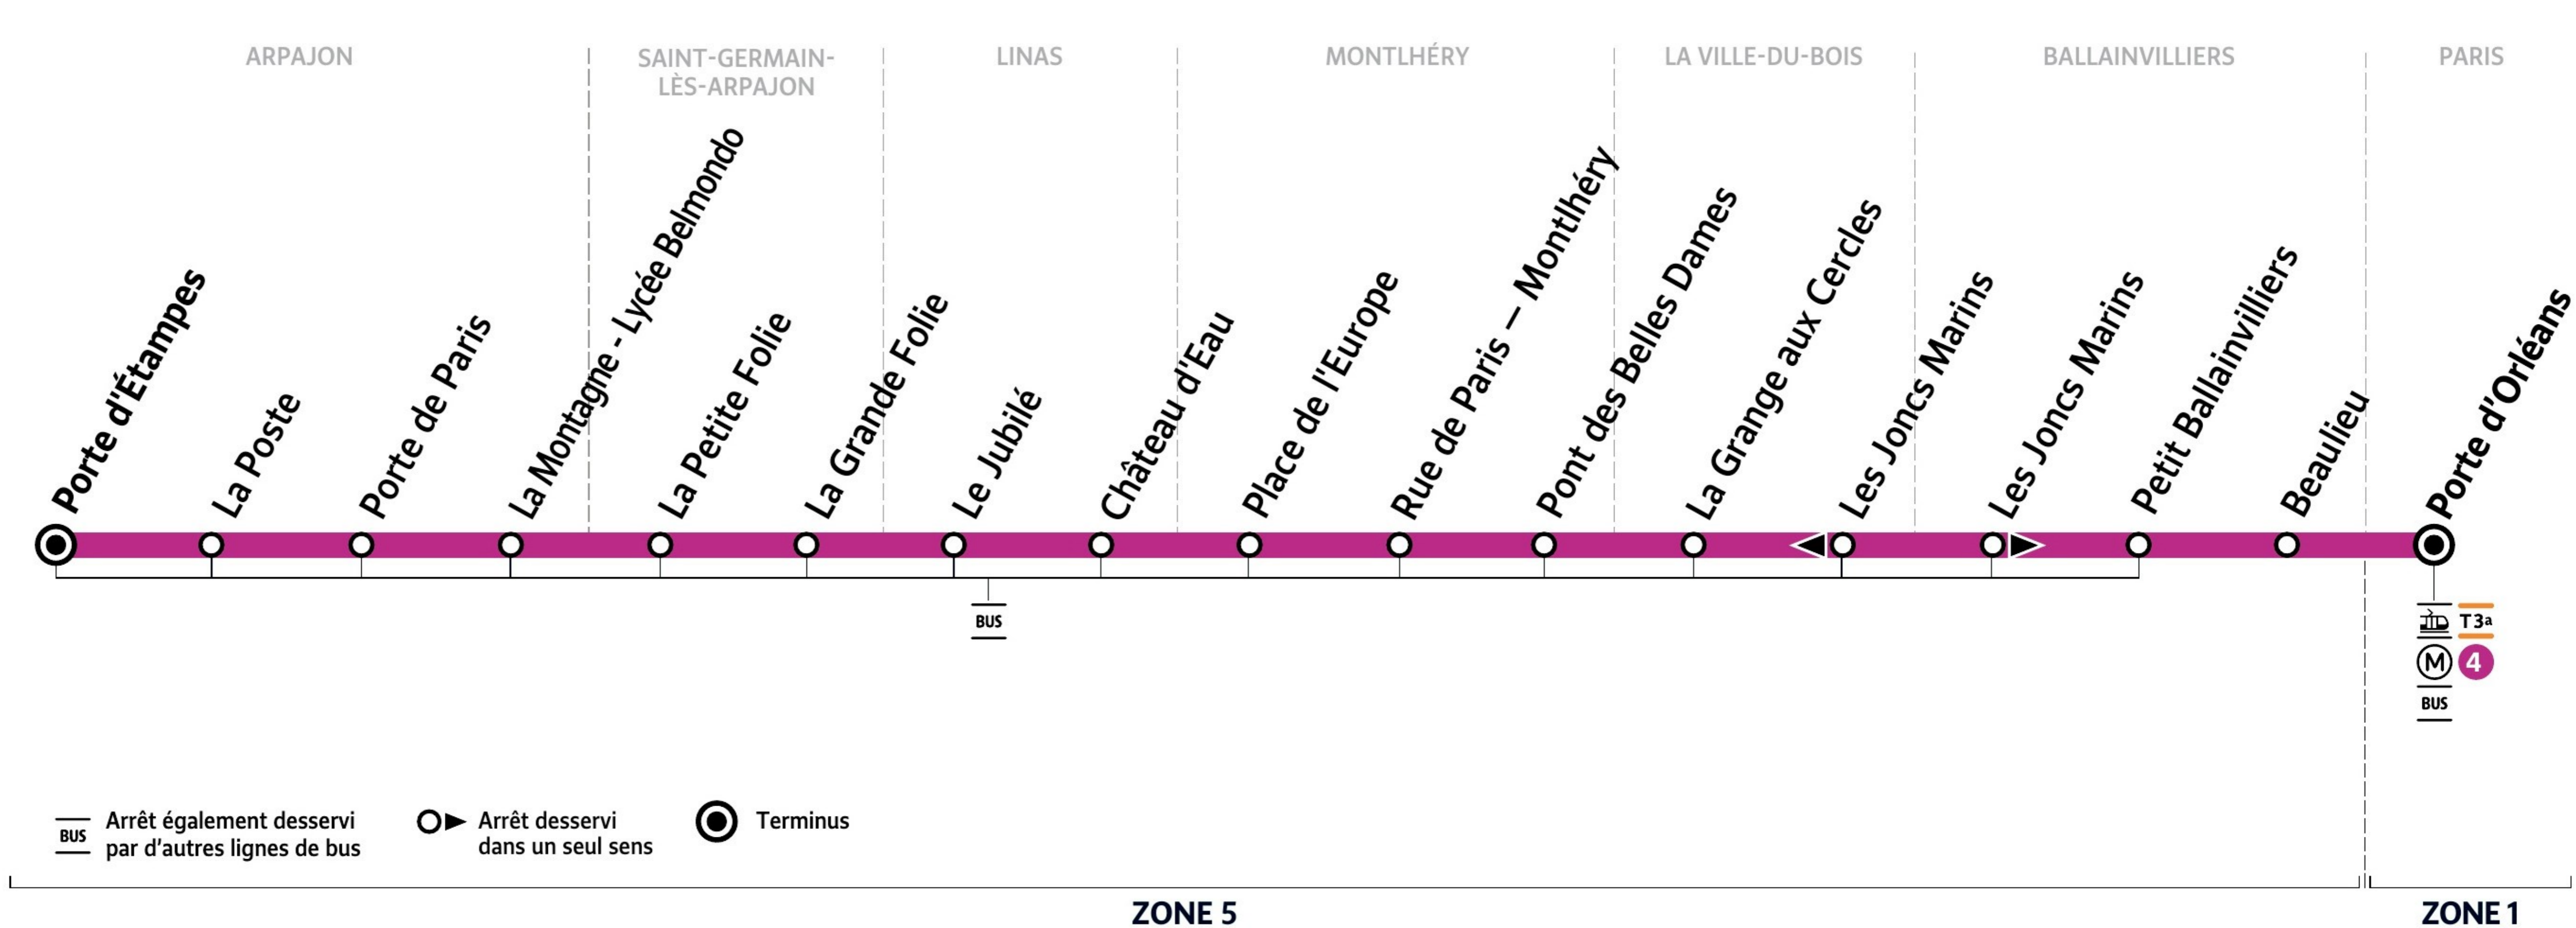 ARPAJON
SAINT-GERMAIN-
LÈS-ARPAJON
LINAS
MONTLHÉRY
LA VILLE-DU-BOIS
BALLAINVILLIERS
PARIS
Porte d'Étampes
La Poste
Porte de Paris
La Montagne - Lycée Belmondo
La Petite Folie
La Grande Folie
Le Jubilé
Château d'Eau
Place de l'Europe
Rue de Paris — Montlhéry
Pont des Belles Dames
La Grange aux Cercles
Les Joncs Marins
Les Joncs Marins
Petit Ballainvilliers
Beaulieu
Porte d'Orléans
BUS
T3a
M 4
BUS
BUS
Arrêt également desservi
par d'autres lignes de bus
Arrêt desservi
dans un seul sens
Terminus
ZONE 5
ZONE 1